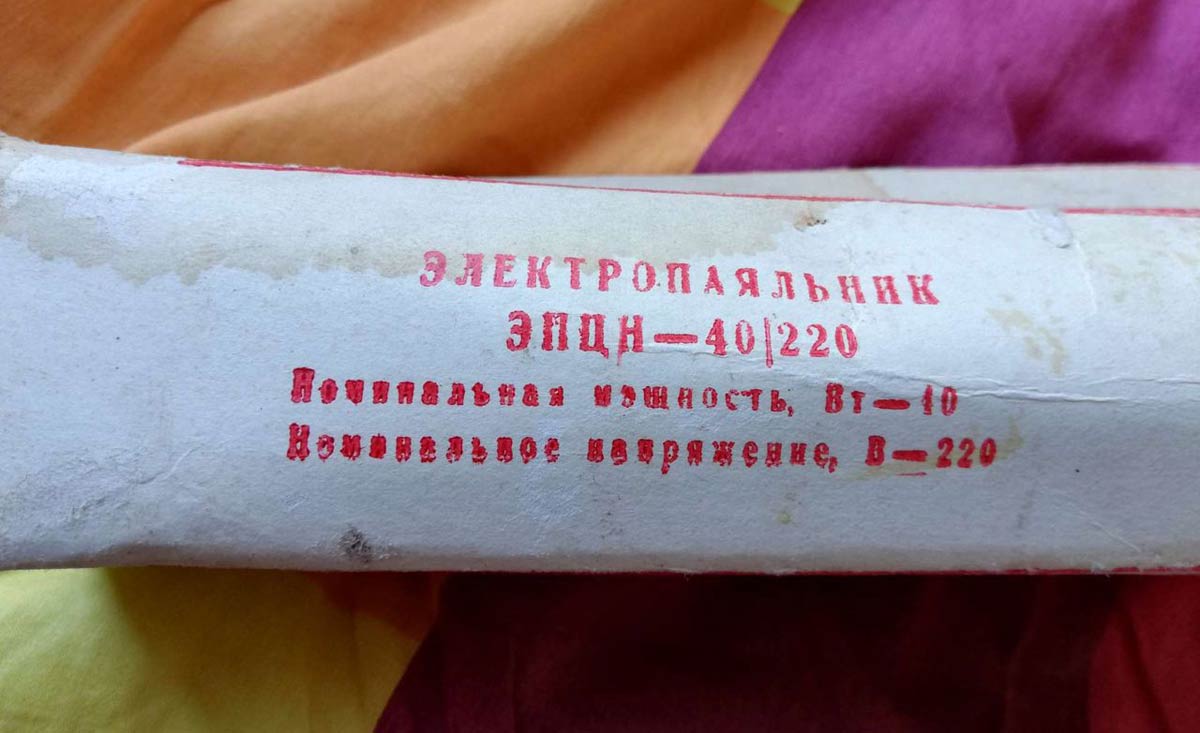 ЭЛЕКТРОПАЯЛЬНИК
ЭПЦН—40/220
Номинальная мощность, Вт—40
Номинальное напряжение, В—220